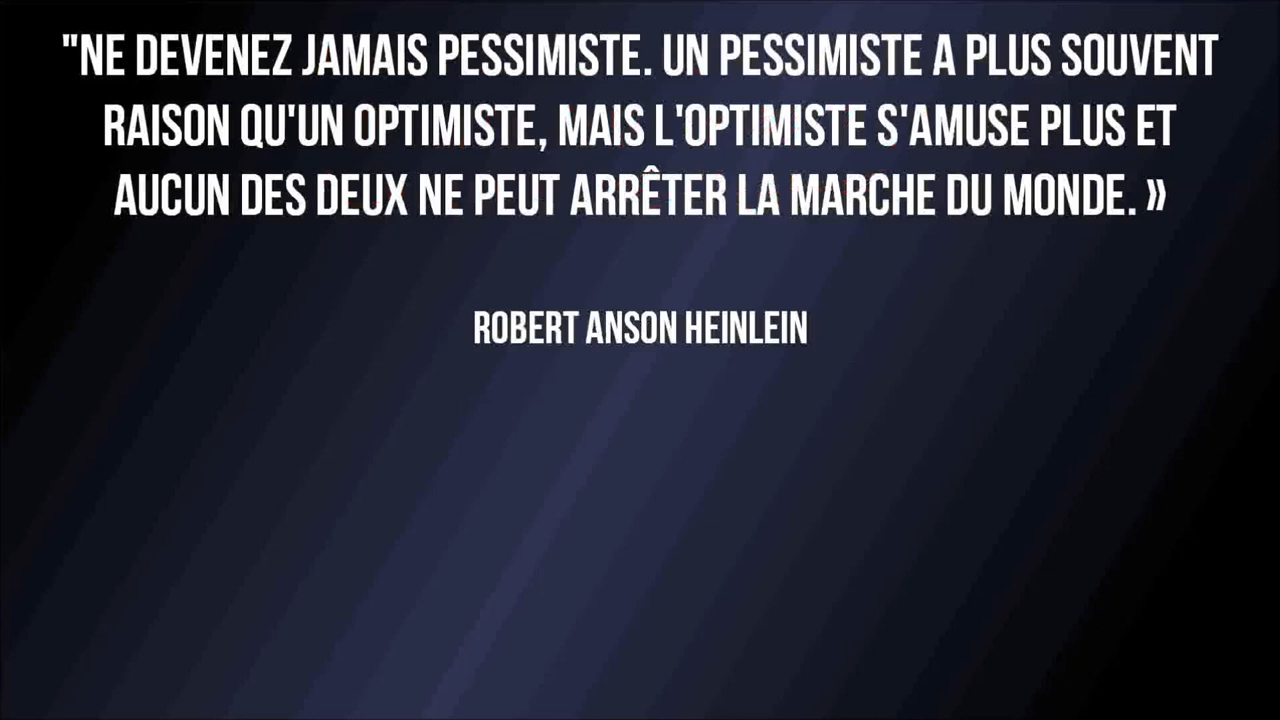 "NE DEVENEZ JAMAIS PESSIMISTE. UN PESSIMISTE A PLUS SOUVENT
RAISON QU'UN OPTIMISTE, MAIS L'OPTIMISTE S'AMUSE PLUS ET
AUCUN DES DEUX NE PEUT ARRÊTER LA MARCHE DU MONDE. »
ROBERT ANSON HEINLEIN